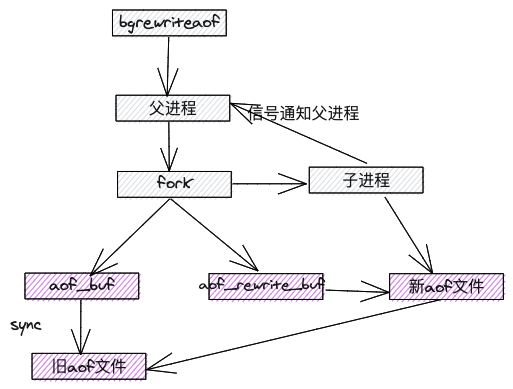 bgrewriteaof
父进程
信号通知父进程
fork
子进程
aof_buf
aof_rewrite_buf
新aof文件
sync
旧aof文件